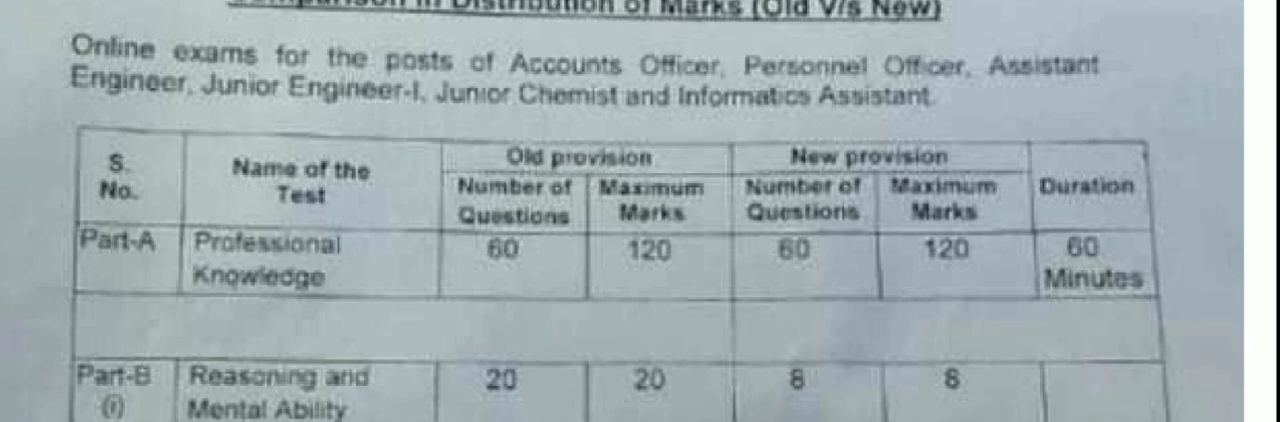 Comparison in Distribution of Marks (Old V/s New)
Online exams for the posts of Accounts Officer, Personnel Officer, Assistant
Engineer, Junior Engineer-I, Junior Chemist and Informatics Assistant
S. No. Name of the Test Old provision New provision Duration
Number of Questions Maximum Marks Number of Questions Maximum Marks
Part-A Professional Knowledge 60 120 60 120 60 Minutes
Part-B (i) Reasoning and Mental Ability 20 20 8 8